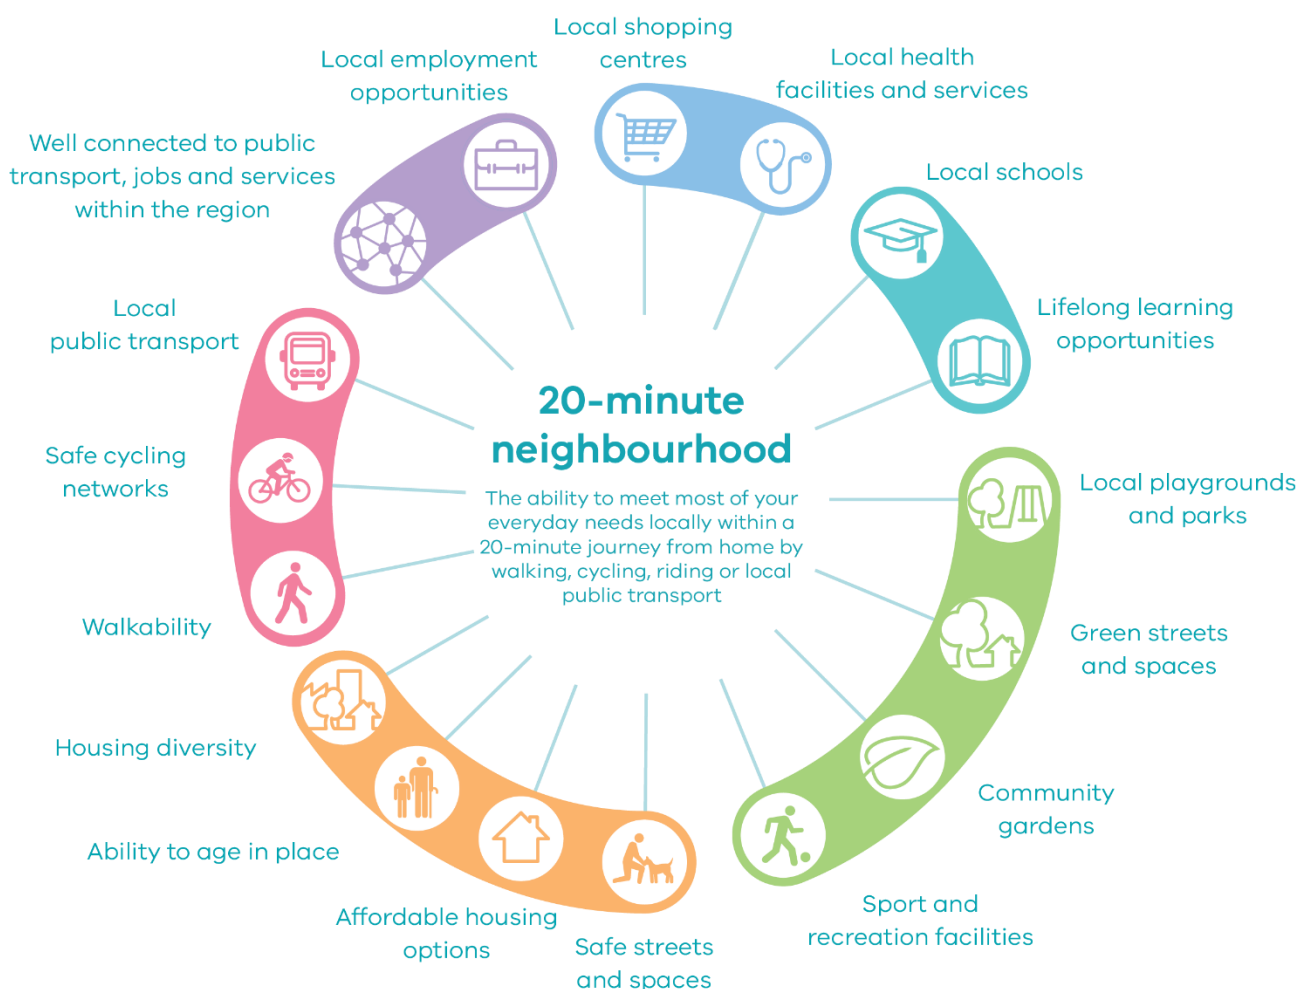 Local shopping
centres
Local health
facilities and services
Local schools
Lifelong learning
opportunities
Local playgrounds
and parks
Green streets
and spaces
Community
gardens
Sport and
recreation facilities
Safe streets
and spaces
Affordable housing
options
Ability to age in place
Housing diversity
Walkability
Safe cycling
networks
Local
public transport
Well connected to public
transport, jobs and services
within the region
Local employment
opportunities
20-minute
neighbourhood
The ability to meet most of your
everyday needs locally within a
20-minute journey from home by
walking, cycling, riding or local
public transport